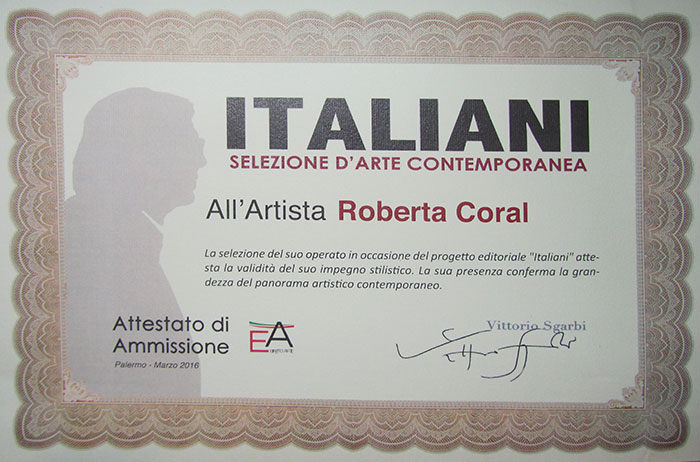 ITALIANI
SELEZIONE D'ARTE CONTEMPORANEA
All'Artista Roberta Coral
La selezione del suo operato in occasione del progetto editoriale "Italiani" atte-
sta la validità del suo impegno stilistico. La sua presenza conferma la gran-
dezza del panorama artistico contemporaneo.
Attestato di
Ammissione
Palermo - Marzo 2016
EA
Vittorio Sgarbi